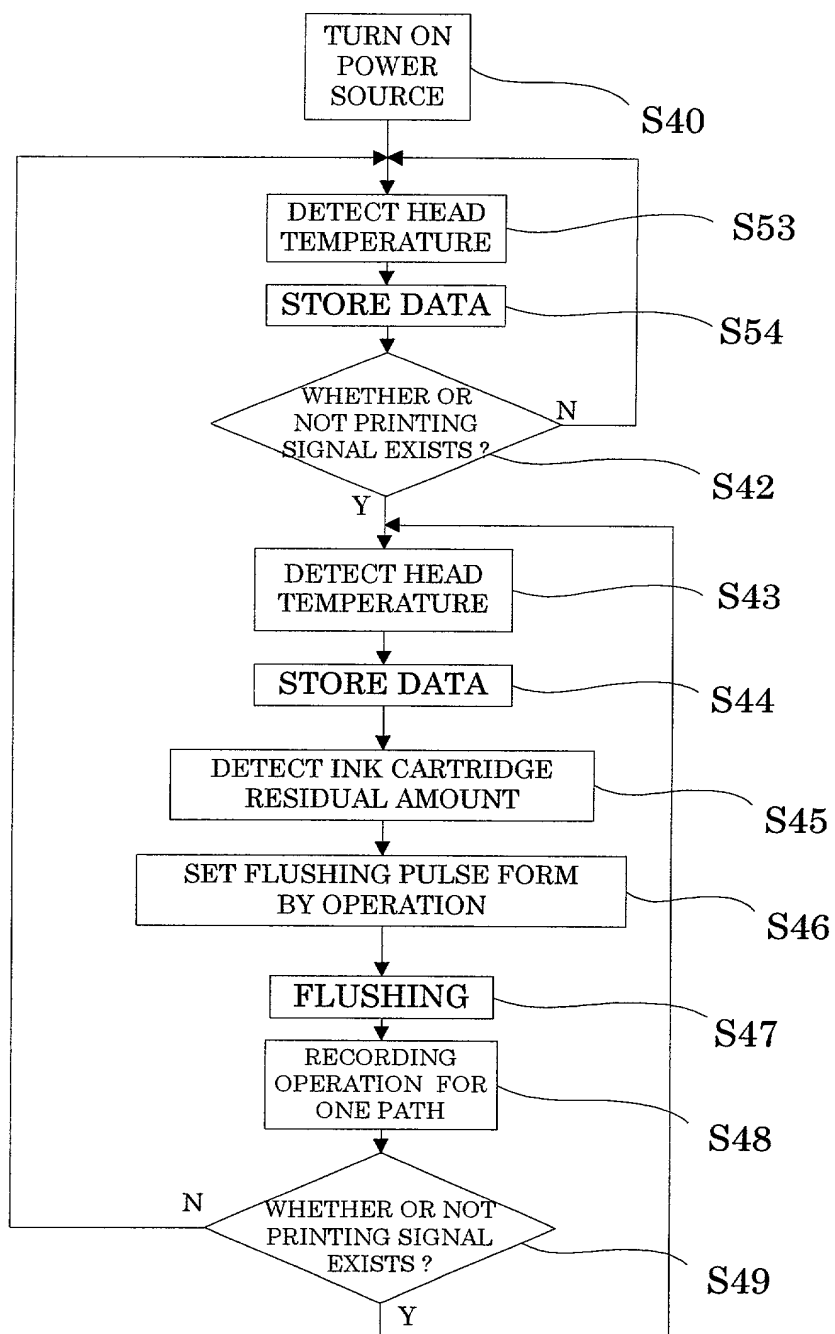 TURN ON
POWER
SOURCE
S40
DETECT HEAD
TEMPERATURE
S53
STORE DATA
S54
WHETHER OR
NOT PRINTING
SIGNAL EXISTS ?
N
S42
Y
DETECT HEAD
TEMPERATURE
S43
STORE DATA
S44
DETECT INK CARTRIDGE
RESIDUAL AMOUNT
S45
SET FLUSHING PULSE FORM
BY OPERATION
S46
FLUSHING
S47
RECORDING
OPERATION FOR
ONE PATH
S48
N
WHETHER OR NOT
PRINTING SIGNAL
EXISTS ?
S49
Y